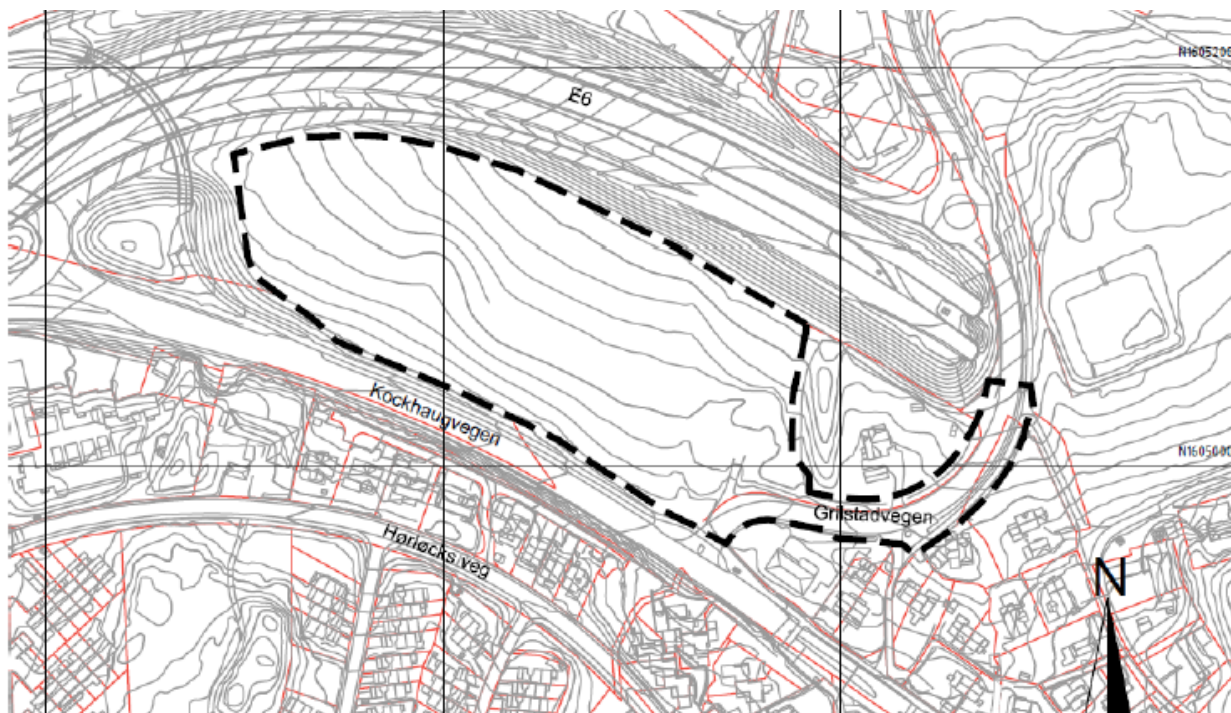 N1605200
E6
Kockhaugvegen
N1605000
Grilstadvegen
Hørløcks veg
N